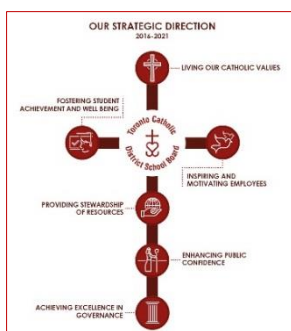 OUR STRATEGIC DIRECTION
2016-2021
LIVING OUR CATHOLIC VALUES
FOSTERING STUDENT
ACHIEVEMENT AND WELL BEING
Toronto Catholic
District School Board
INSPIRING AND
MOTIVATING EMPLOYEES
PROVIDING STEWARDSHIP
OF RESOURCES
ENHANCING PUBLIC
CONFIDENCE
ACHIEVING EXCELLENCE IN
GOVERNANCE